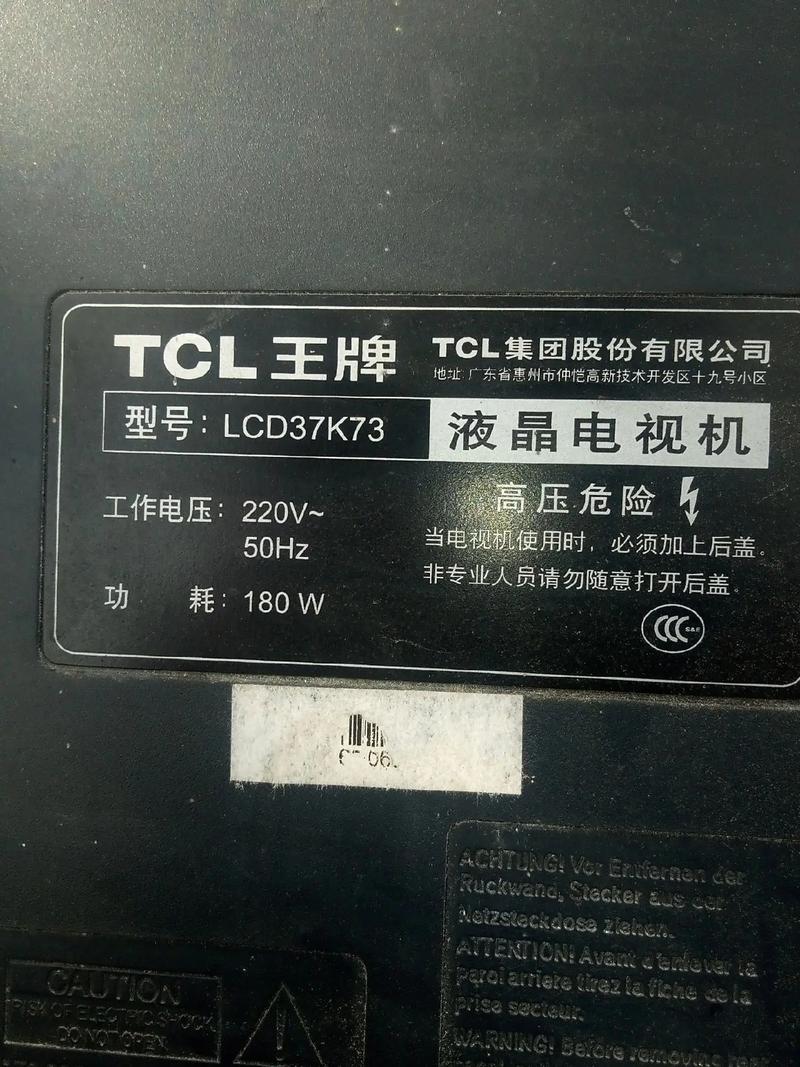 TCL王牌 TCL集团股份有限公司
地址:广东省惠州市仲恺高新技术开发区十九号小区
型号：LCD37K73 液晶电视机
工作电压：220V~
50Hz
功 耗：180 W
高压危险
当电视机使用时，必须加上后盖。
非专业人员请勿随意打开后盖。
CCC S&E
06
ACHTUNG! Vor Entfernen der
Ruckwand, Stecker aus der
Netzsteckdose ziehen.
ATTENTION! Avant d'enlever la
paroi arriere tirez la fiche de la
prise secteur.
WARNING! Before removing rear
CAUTION
RISK OF ELECTRIC SHOCK
DO NOT OPEN